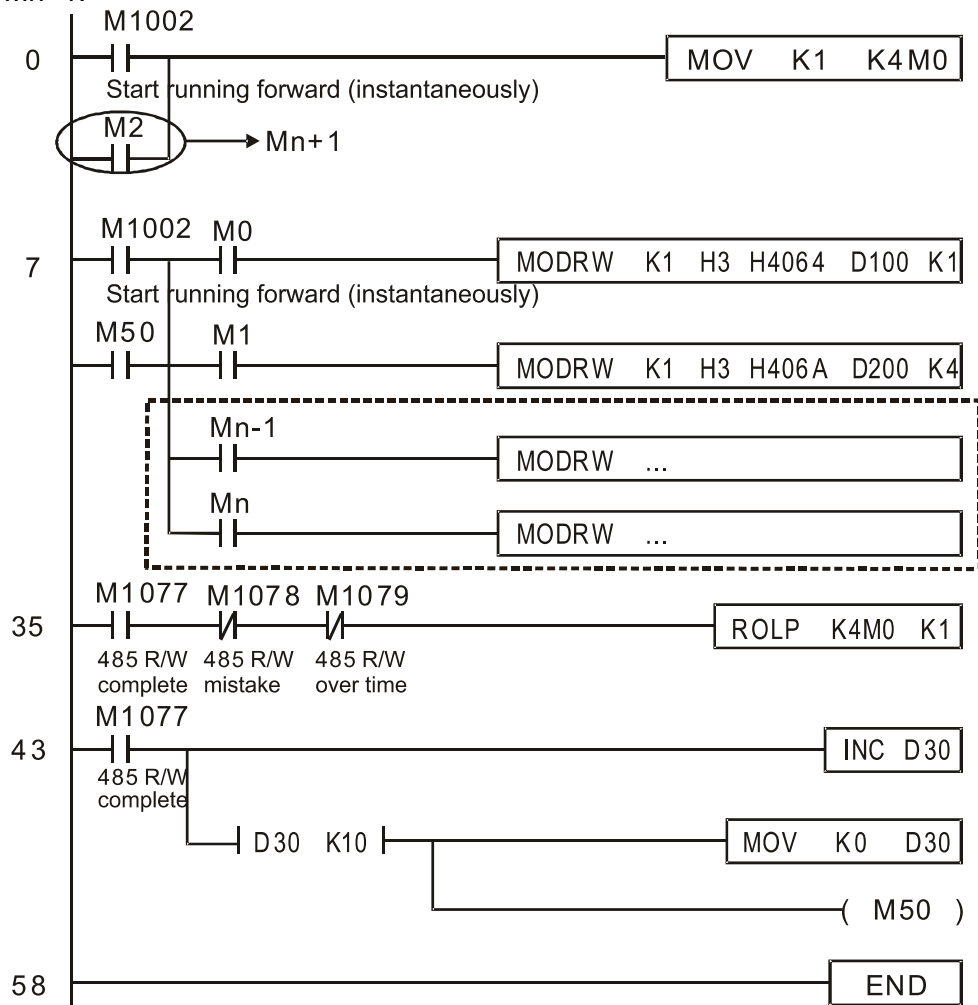 M1002
0 MOV K1 K4M0
Start running forward (instantaneously)
M2
Mn+1
M1002 M0
7 MODRW K1 H3 H4064 D100 K1
Start running forward (instantaneously)
M50 M1
MODRW K1 H3 H406A D200 K4
Mn-1
MODRW ...
Mn
MODRW ...
M1077 M1078 M1079
35 ROLP K4M0 K1
485 R/W 485 R/W 485 R/W
complete mistake over time
M1077
43 INC D30
485 R/W
complete
D30 K10 MOV K0 D30
( M50 )
58 END